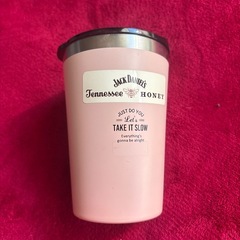 JACK DANIEL'S
Tennessee HONEY
JUST DO YOU
Let's
TAKE IT SLOW
Everything's
gonna be alright.